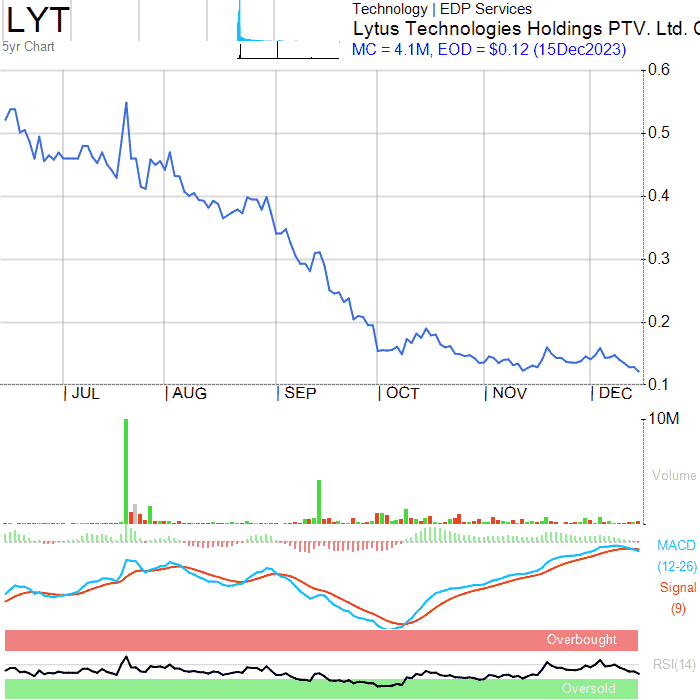 LYT
Technology | EDP Services
Lytus Technologies Holdings PTV. Ltd. C
5yr Chart
MC = 4.1M, EOD = $0.12 (15Dec2023)
0.6
0.5
0.4
0.3
0.2
0.1
JUL AUG SEP OCT NOV DEC
10M
Volume
MACD
(12-26)
Signal
(9)
Overbought
RSI(14)
Oversold